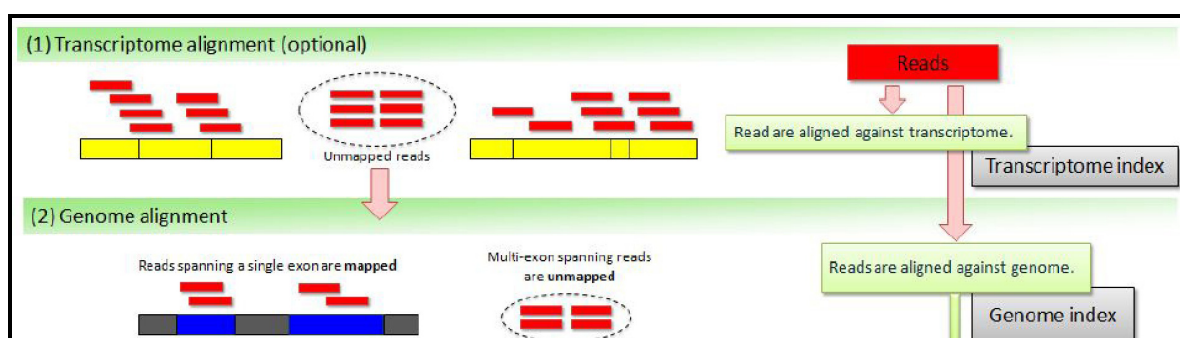 (1) Transcriptome alignment (optional)
Reads
Read are aligned against transcriptome.
Unmapped reads
Transcriptome index
(2) Genome alignment
Reads spanning a single exon are mapped
Multi-exon spanning reads
are unmapped
Reads are aligned against genome.
Genome index